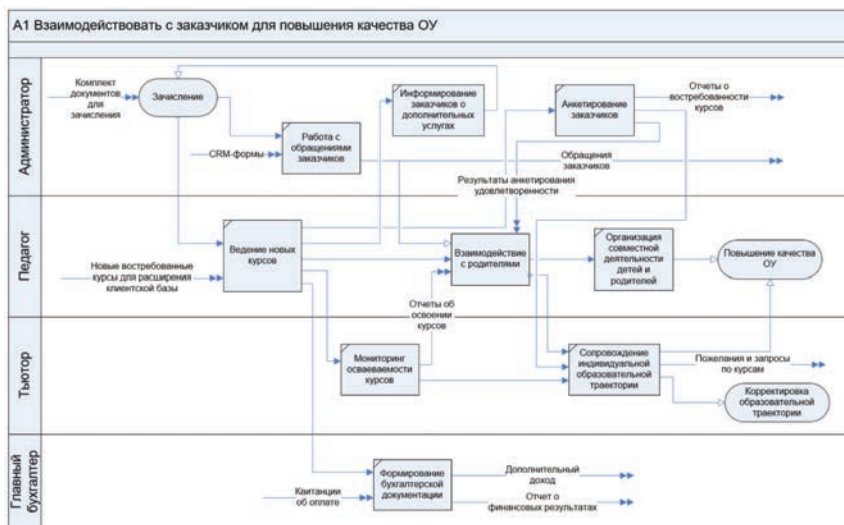 А1 Взаимодействовать с заказчиком для повышения качества ОУ
Администратор
Комплект
документов
для
зачисления
Зачисление
CRM-формы
Работа с
обращениями
заказчиков
Информирование
заказчиков о
дополнительных
услугах
Анкетирование
заказчиков
Отчеты о
востребованности
курсов
Обращения
заказчиков
Результаты анкетирования
удовлетворенности
Педагог
Новые востребованные
курсы для расширения
клиентской базы
Ведение новых
курсов
Взаимодействие
с родителями
Организация
совместной
деятельности
детей и
родителей
Повышение качества
ОУ
Отчеты об
освоении
курсов
Тьютор
Мониторинг
осваеваемости
курсов
Сопровождение
индивидуальной
образовательной
траектории
Пожелания и запросы
по курсам
Корректировка
образовательной
траектории
Главный
бухгалтер
Квитанции
об оплате
Формирование
бухгалтерской
документации
Дополнительный
доход
Отчет о
финансовых результатах